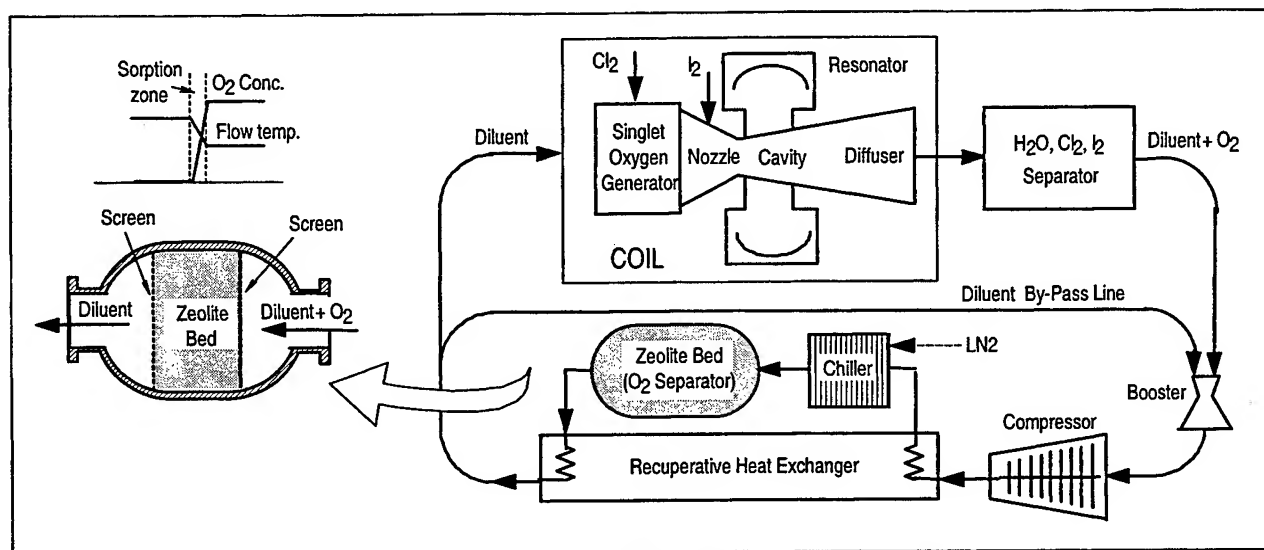 Sorption
zone
O2 Conc.
Flow temp.
Screen
Screen
Diluent
Zeolite
Bed
Diluent+ O2
Cl2
I2
Resonator
Diluent
Singlet
Oxygen
Generator
Nozzle
Cavity
Diffuser
COIL
H2O, Cl2, I2
Separator
Diluent+ O2
Diluent By-Pass Line
Zeolite Bed
(O2 Separator)
Chiller
LN2
Booster
Compressor
Recuperative Heat Exchanger